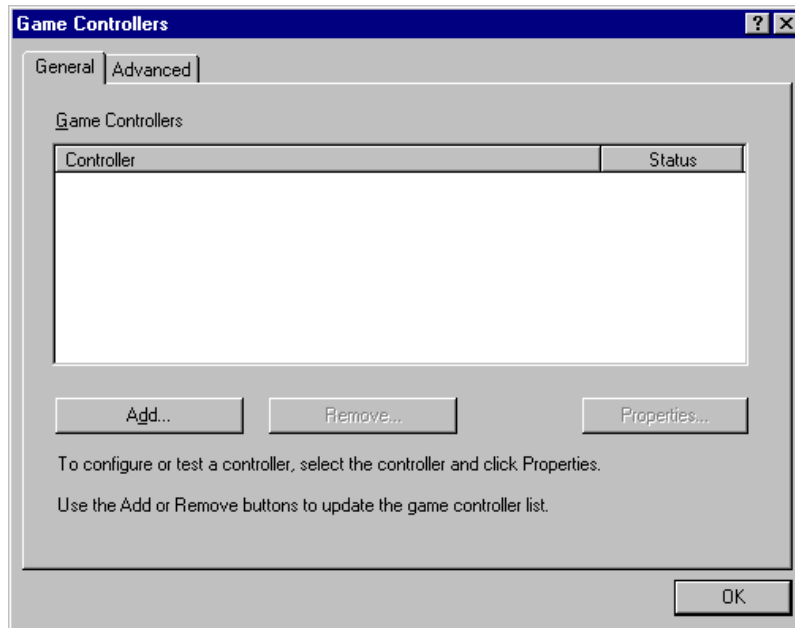 Game Controllers
General
Advanced
Game Controllers
Controller Status
Add... Remove... Properties...
To configure or test a controller, select the controller and click Properties.
Use the Add or Remove buttons to update the game controller list.
OK